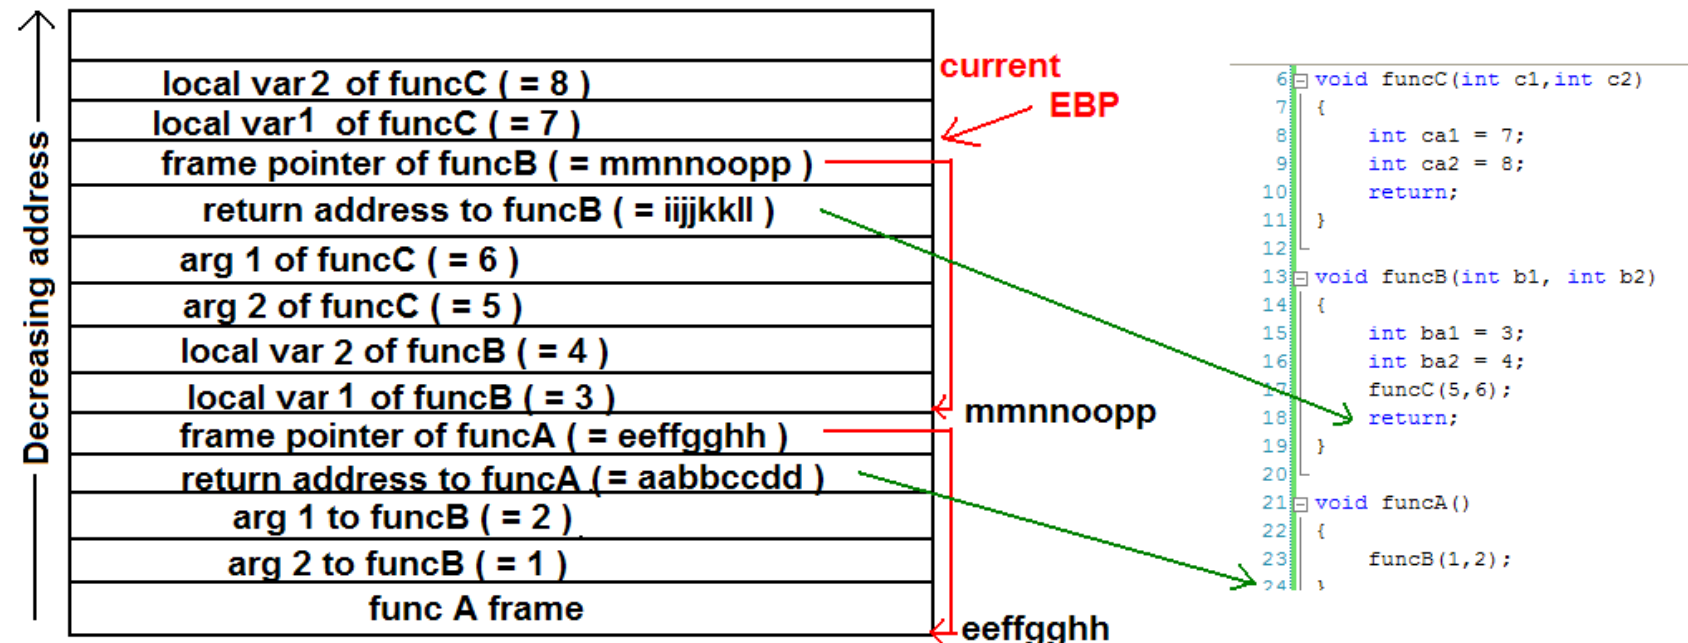 Decreasing address
local var 2 of funcC ( = 8 )
local var1 of funcC ( = 7 )
frame pointer of funcB ( = mmnnoopp )
return address to funcB ( = iijjkkll )
arg 1 of funcC ( = 6 )
arg 2 of funcC ( = 5 )
local var 2 of funcB ( = 4 )
local var 1 of funcB ( = 3 )
frame pointer of funcA ( = eeffgghh )
return address to funcA ( = aabbccdd )
arg 1 to funcB ( = 2 )
arg 2 to funcB ( = 1 )
func A frame
current
EBP
mmnnoopp
eeffgghh
6 void funcC(int c1,int c2)
7 {
8 int ca1 = 7;
9 int ca2 = 8;
10 return;
11 }
12
13 void funcB(int b1, int b2)
14 {
15 int ba1 = 3;
16 int ba2 = 4;
17 funcC(5,6);
18 return;
19 }
20
21 void funcA()
22 {
23 funcB(1,2);
24 }